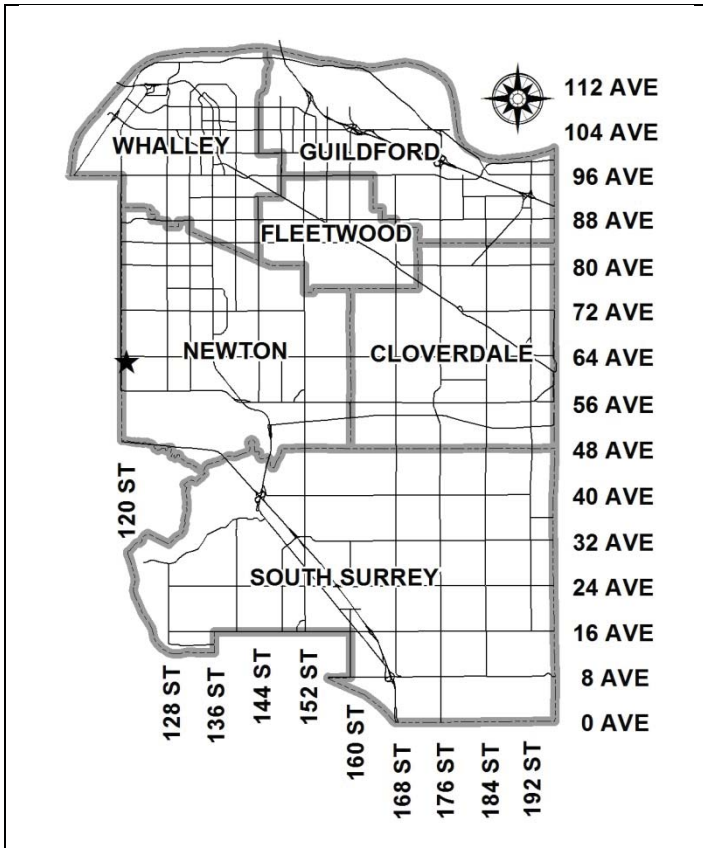 112 AVE
104 AVE
WHALLEY
GUILDFORD
96 AVE
88 AVE
FLEETWOOD
80 AVE
72 AVE
NEWTON
CLOVERDALE
64 AVE
56 AVE
48 AVE
120 ST
40 AVE
32 AVE
SOUTH SURREY
24 AVE
16 AVE
128 ST
136 ST
144 ST
152 ST
160 ST
8 AVE
0 AVE
168 ST
176 ST
184 ST
192 ST